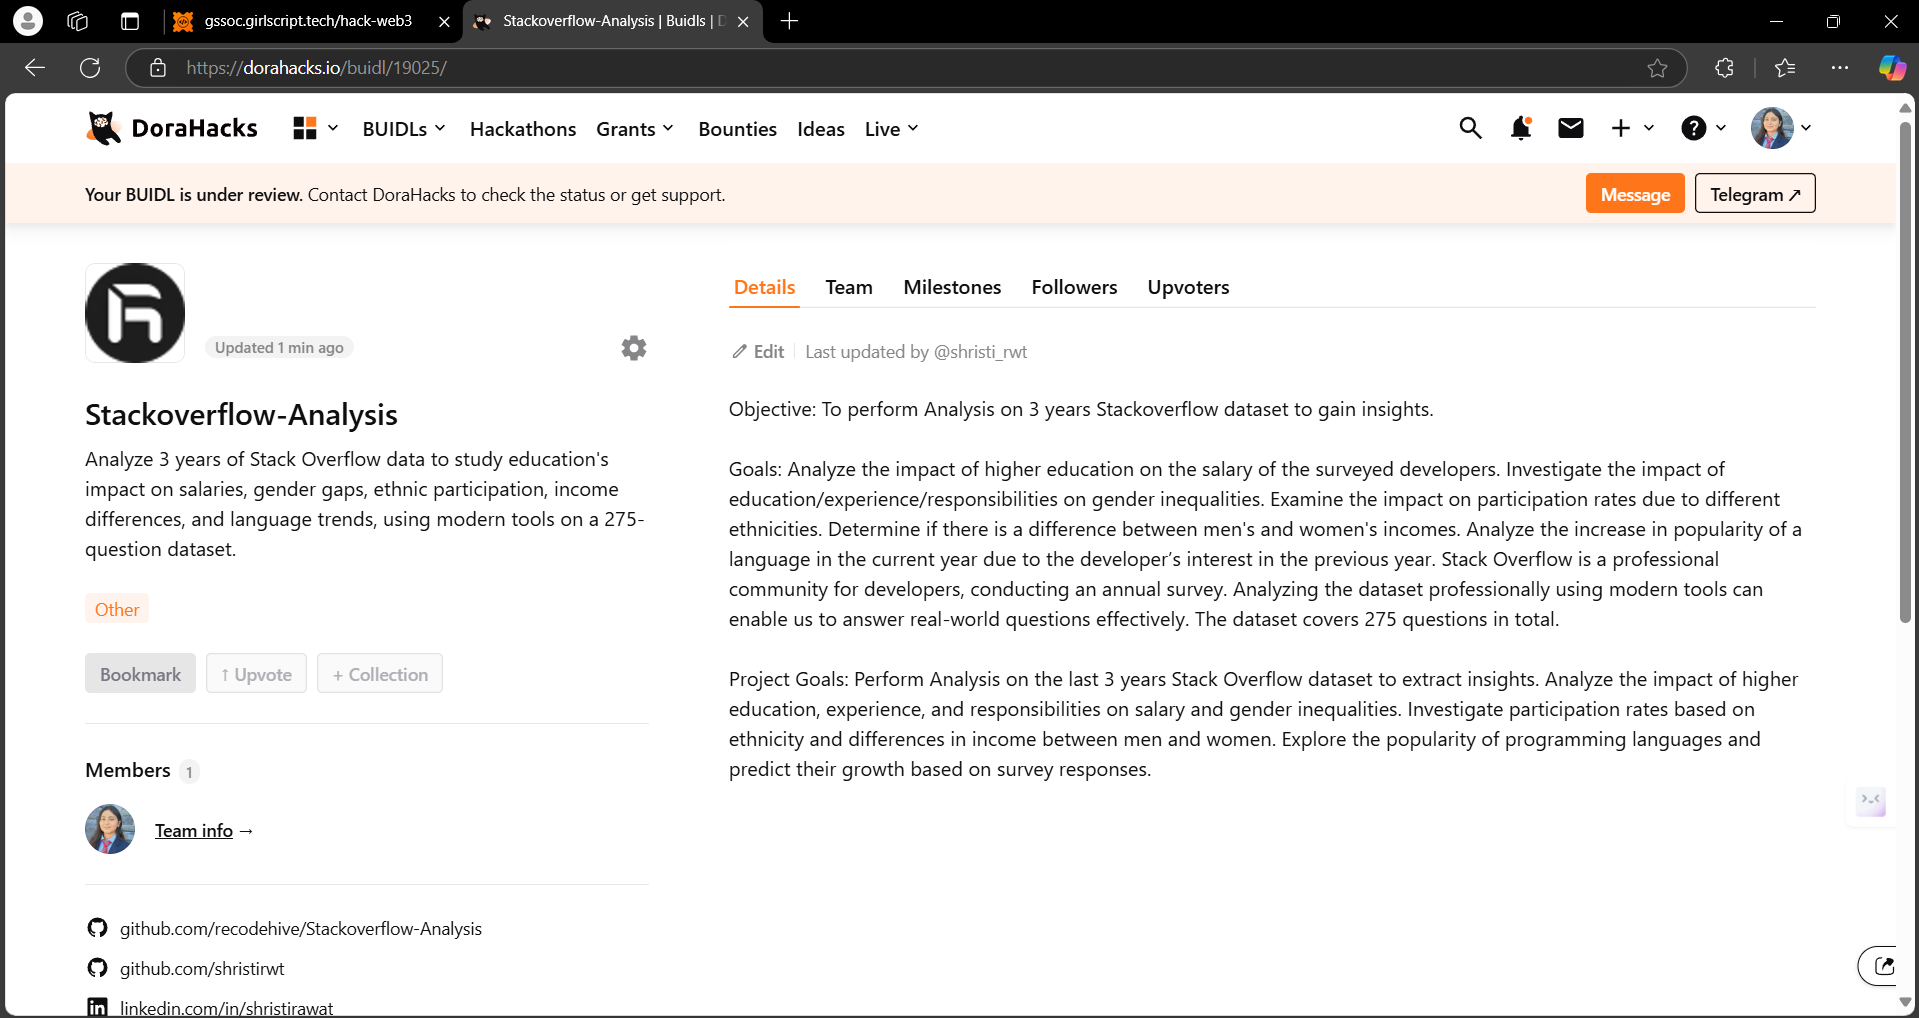 gssoc.girlscript.tech/hack-web3
Stackoverflow-Analysis | Buidls | D
https://dorahacks.io/buidl/19025/
DoraHacks
BUIDLs
Hackathons
Grants
Bounties
Ideas
Live
Your BUIDL is under review. Contact DoraHacks to check the status or get support.
Message
Telegram ↗
Updated 1 min ago
Stackoverflow-Analysis
Analyze 3 years of Stack Overflow data to study education's
impact on salaries, gender gaps, ethnic participation, income
differences, and language trends, using modern tools on a 275-
question dataset.
Other
Bookmark
↑ Upvote
+ Collection
Members 1
Team info →
github.com/recodehive/Stackoverflow-Analysis
github.com/shristirwt
linkedin.com/in/shristirawat
Details
Team
Milestones
Followers
Upvoters
Edit
Last updated by @shristi_rwt
Objective: To perform Analysis on 3 years Stackoverflow dataset to gain insights.
Goals: Analyze the impact of higher education on the salary of the surveyed developers. Investigate the impact of
education/experience/responsibilities on gender inequalities. Examine the impact on participation rates due to different
ethnicities. Determine if there is a difference between men's and women's incomes. Analyze the increase in popularity of a
language in the current year due to the developer’s interest in the previous year. Stack Overflow is a professional
community for developers, conducting an annual survey. Analyzing the dataset professionally using modern tools can
enable us to answer real-world questions effectively. The dataset covers 275 questions in total.
Project Goals: Perform Analysis on the last 3 years Stack Overflow dataset to extract insights. Analyze the impact of higher
education, experience, and responsibilities on salary and gender inequalities. Investigate participation rates based on
ethnicity and differences in income between men and women. Explore the popularity of programming languages and
predict their growth based on survey responses.